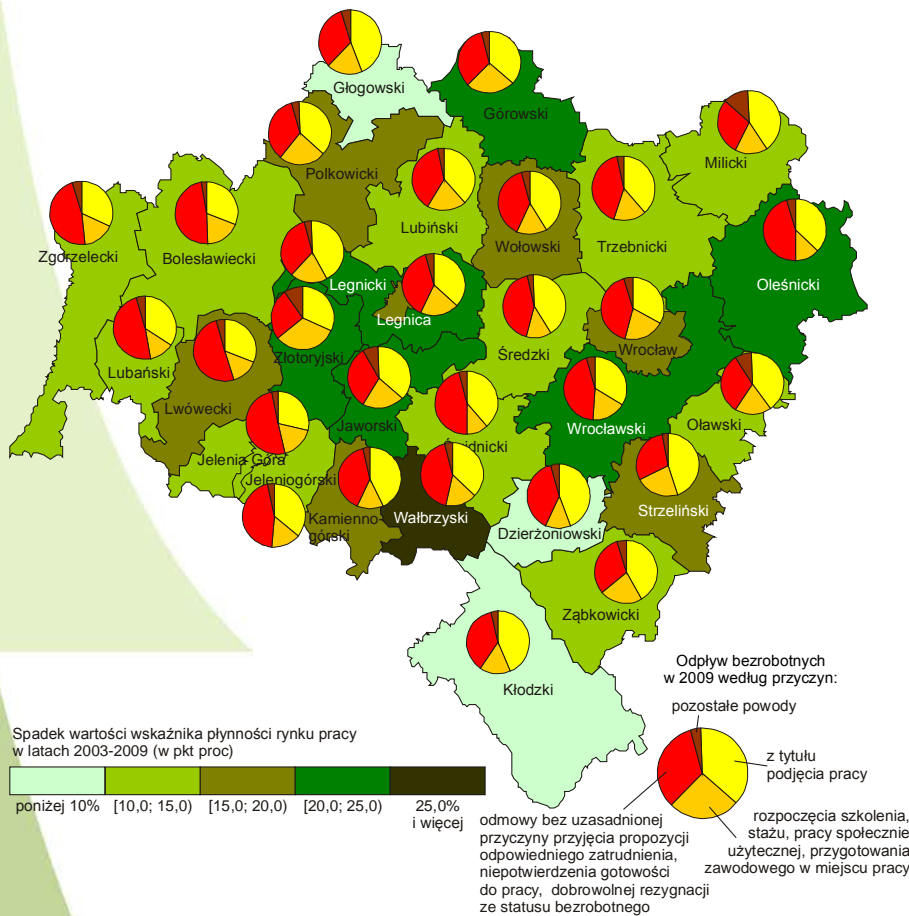 Głogowski
Górowski
Milicki
Polkowicki
Lubiński
Wołowski
Trzebnicki
Zgorzelecki
Bolesławiecki
Legnicki
Oleśnicki
Legnica
Średzki
Wrocław
Złotoryjski
Lubański
Lwówecki
Jaworski
Wrocławski
Oławski
Jelenia Góra
Jeleniogórski
Kamienno-
górski
Wałbrzyski
Dzierżoniowski
Strzeliński
Ząbkowicki
Kłodzki
Odpływ bezrobotnych
w 2009 według przyczyn:
pozostałe powody
z tytułu
podjęcia pracy
rozpoczęcia szkolenia,
stażu, pracy społecznie
użytecznej, przygotowania
zawodowego w miejscu pracy
odmowy bez uzasadnionej
przyczyny przyjęcia propozycji
odpowiedniego zatrudnienia,
niepotwierdzenia gotowości
do pracy, dobrowolnej rezygnacji
ze statusu bezrobotnego
Spadek wartości wskaźnika płynności rynku pracy
w latach 2003-2009 (w pkt proc)
poniżej 10%
[10,0; 15,0)
[15,0; 20,0)
[20,0; 25,0)
25,0%
i więcej